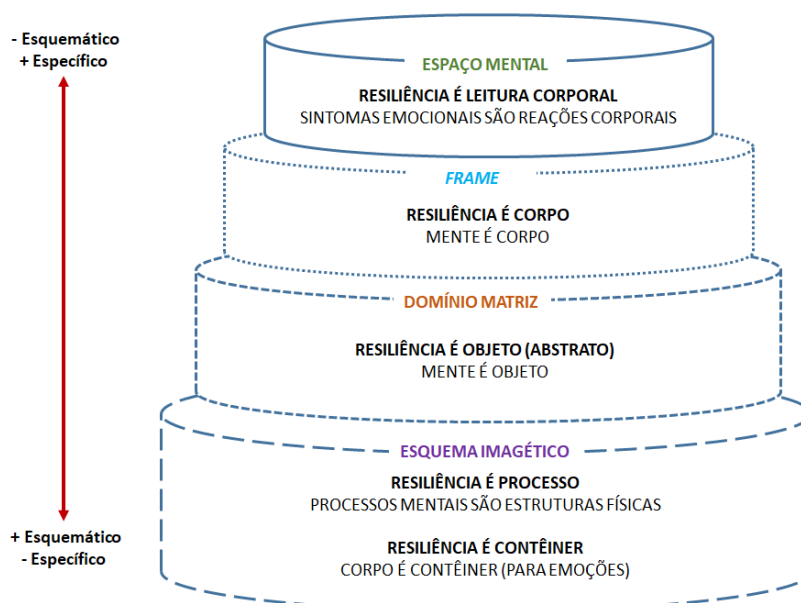 - Esquemático
+ Específico
ESPAÇO MENTAL
RESILIÊNCIA É LEITURA CORPORAL
SINTOMAS EMOCIONAIS SÃO REAÇÕES CORPORAIS
FRAME
RESILIÊNCIA É CORPO
MENTE É CORPO
DOMÍNIO MATRIZ
RESILIÊNCIA É OBJETO (ABSTRATO)
MENTE É OBJETO
ESQUEMA IMAGÉTICO
RESILIÊNCIA É PROCESSO
PROCESSOS MENTAIS SÃO ESTRUTURAS FÍSICAS
RESILIÊNCIA É CONTÊINER
CORPO É CONTÊINER (PARA EMOÇÕES)
+ Esquemático
- Específico